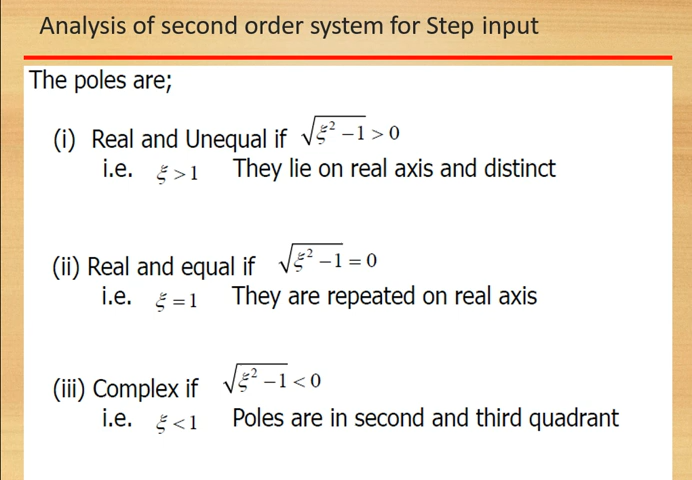 Analysis of second order system for Step input
The poles are;
(i) Real and Unequal if √ξ² −1 > 0
i.e. ξ > 1 They lie on real axis and distinct
(ii) Real and equal if √ξ² −1 = 0
i.e. ξ = 1 They are repeated on real axis
(iii) Complex if √ξ² −1 < 0
i.e. ξ < 1 Poles are in second and third quadrant